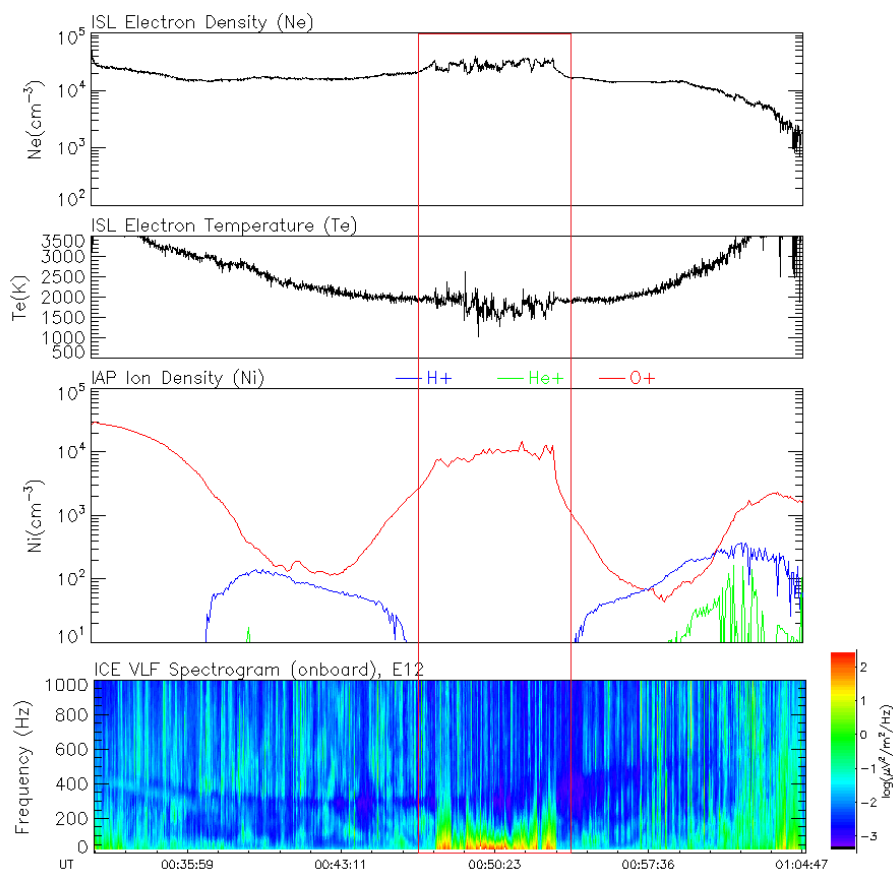 ISL Electron Density (Ne)
10^5
10^4
10^3
10^2
Ne(cm^-3)
ISL Electron Temperature (Te)
3500
3000
2500
2000
1500
1000
500
Te(K)
IAP Ion Density (Ni)
H+
He+
O+
10^5
10^4
10^3
10^2
10^1
Ni(cm^-3)
ICE VLF Spectrogram (onboard), E12
1000
800
600
400
200
0
Frequency (Hz)
2
1
0
-1
-2
-3
log(μV^2/m^2/Hz)
UT
00:35:59
00:43:11
00:50:23
00:57:36
01:04:47